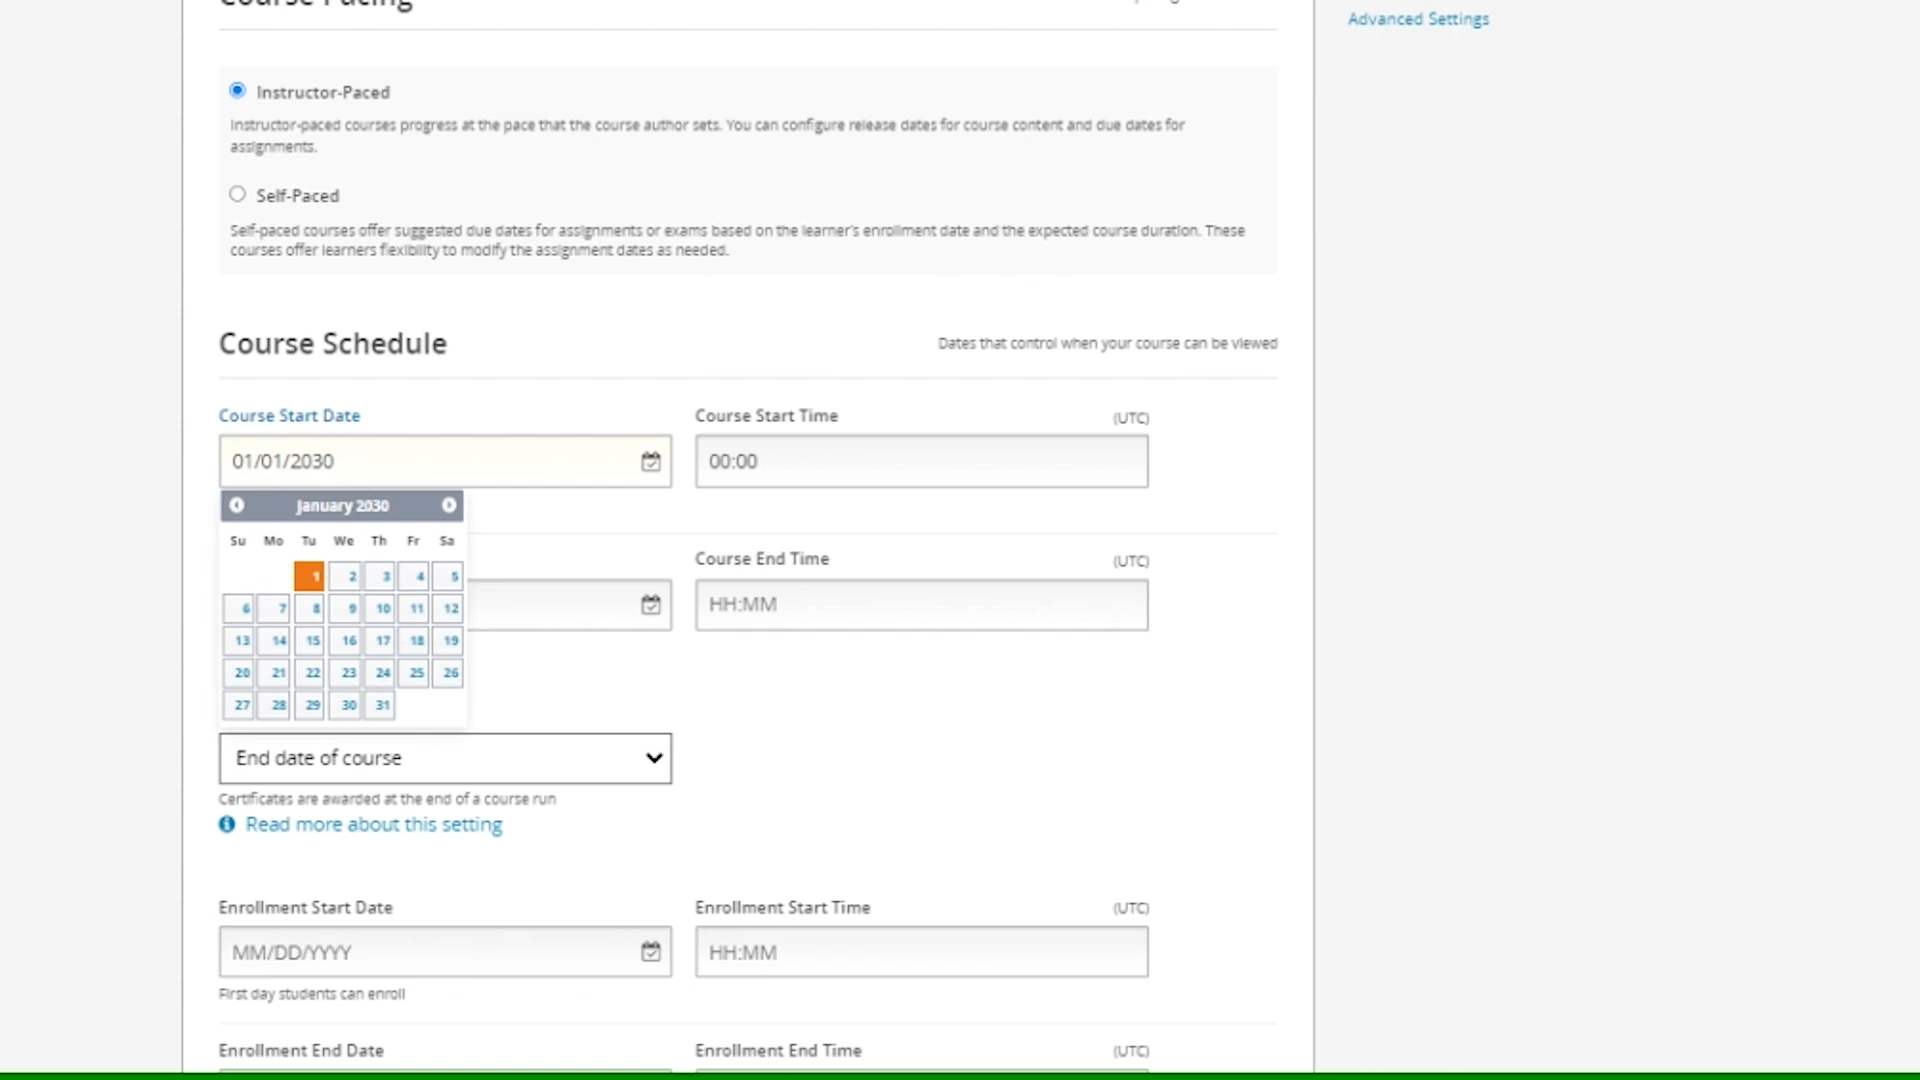 Course Pacing
Advanced Settings
Instructor-Paced
Instructor-paced courses progress at the pace that the course author sets. You can configure release dates for course content and due dates for
assignments.
Self-Paced
Self-paced courses offer suggested due dates for assignments or exams based on the learner's enrollment date and the expected course duration. These
courses offer learners flexibility to modify the assignment dates as needed.
Course Schedule
Dates that control when your course can be viewed
Course Start Date
Course Start Time
(UTC)
01/01/2030
00:00
January 2030
Su Mo Tu We Th Fr Sa
1 2 3 4 5
6 7 8 9 10 11 12
13 14 15 16 17 18 19
20 21 22 23 24 25 26
27 28 29 30 31
Course End Time
(UTC)
HH:MM
End date of course
Certificates are awarded at the end of a course run
Read more about this setting
Enrollment Start Date
Enrollment Start Time
(UTC)
MM/DD/YYYY
HH:MM
First day students can enroll
Enrollment End Date
Enrollment End Time
(UTC)